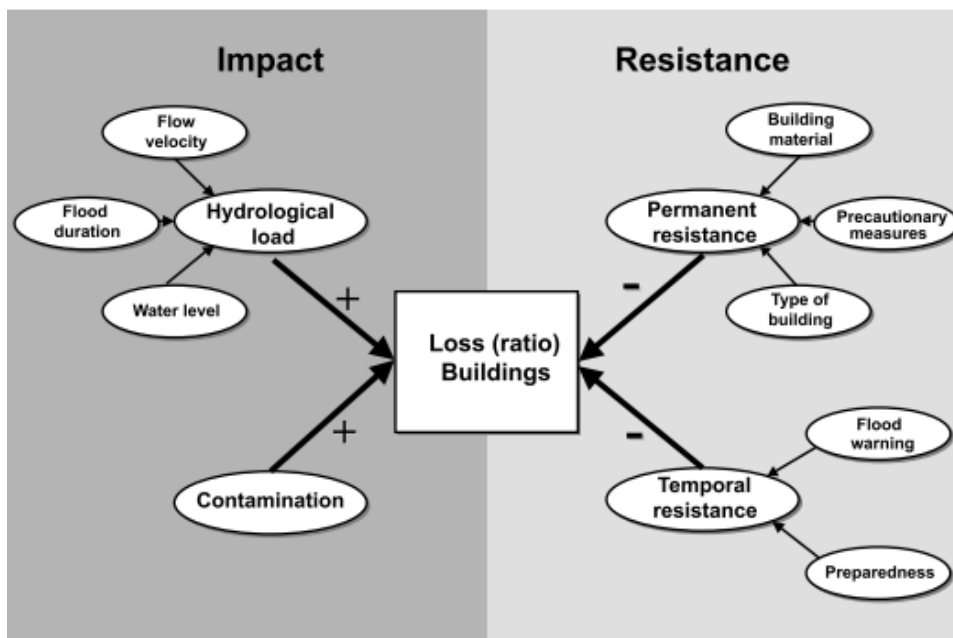 Impact
Resistance
Flow
velocity
Flood
duration
Hydrological
load
Water level
+
+
Contamination
Loss (ratio)
Buildings
Building
material
Permanent
resistance
Precautionary
measures
Type of
building
-
-
Flood
warning
Temporal
resistance
Preparedness